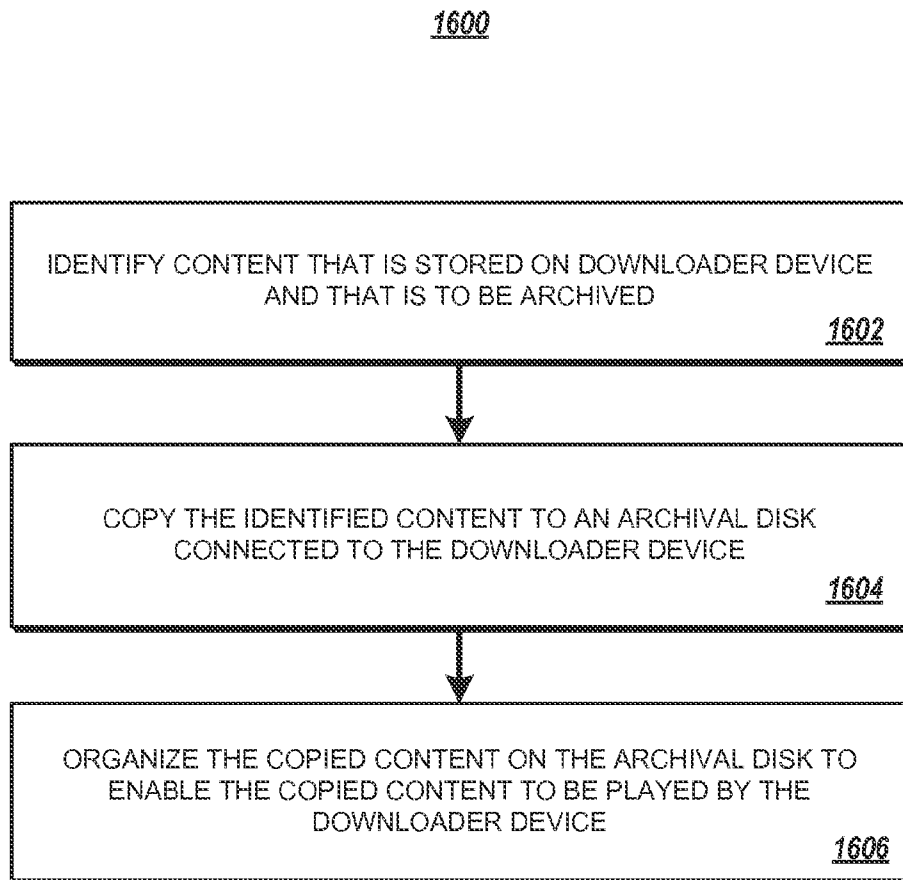 1600
IDENTIFY CONTENT THAT IS STORED ON DOWNLOADER DEVICE
AND THAT IS TO BE ARCHIVED
1602
COPY THE IDENTIFIED CONTENT TO AN ARCHIVAL DISK
CONNECTED TO THE DOWNLOADER DEVICE
1604
ORGANIZE THE COPIED CONTENT ON THE ARCHIVAL DISK TO
ENABLE THE COPIED CONTENT TO BE PLAYED BY THE
DOWNLOADER DEVICE
1606